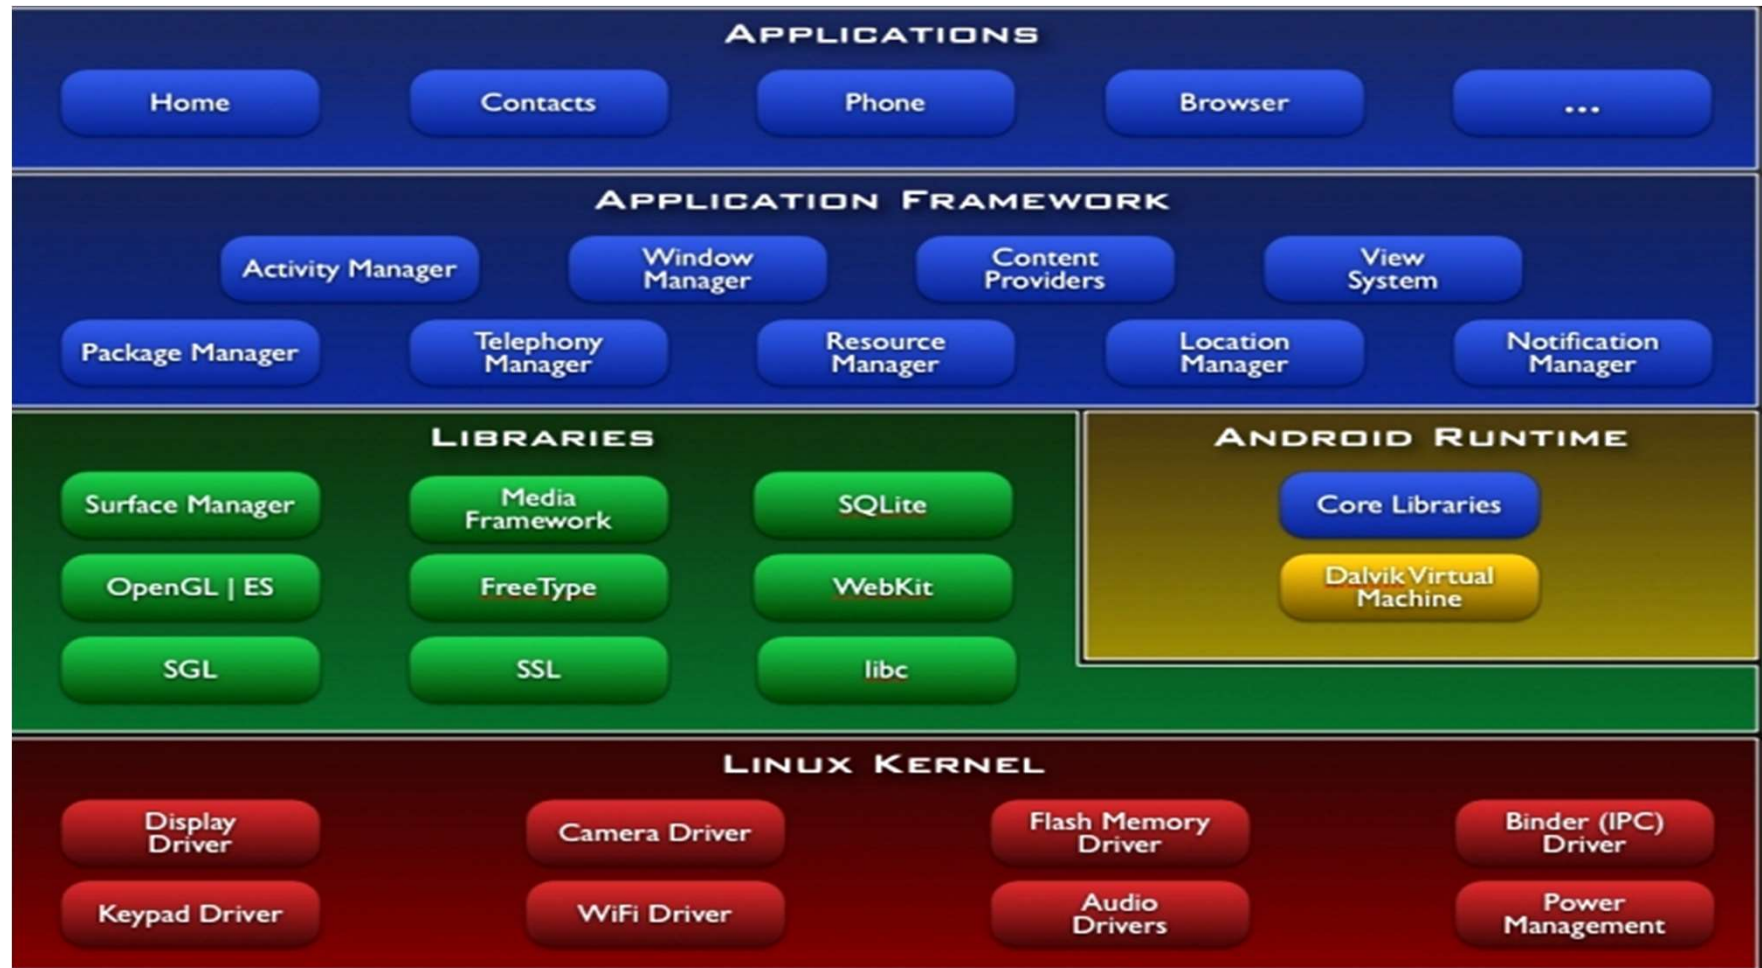 APPLICATIONS
Home
Contacts
Phone
Browser
...
APPLICATION FRAMEWORK
Activity Manager
Window
Manager
Content
Providers
View
System
Package Manager
Telephony
Manager
Resource
Manager
Location
Manager
Notification
Manager
LIBRARIES
Surface Manager
Media
Framework
SQLite
OpenGL | ES
FreeType
WebKit
SGL
SSL
libc
ANDROID RUNTIME
Core Libraries
Dalvik Virtual
Machine
LINUX KERNEL
Display
Driver
Camera Driver
Flash Memory
Driver
Binder (IPC)
Driver
Keypad Driver
WiFi Driver
Audio
Drivers
Power
Management